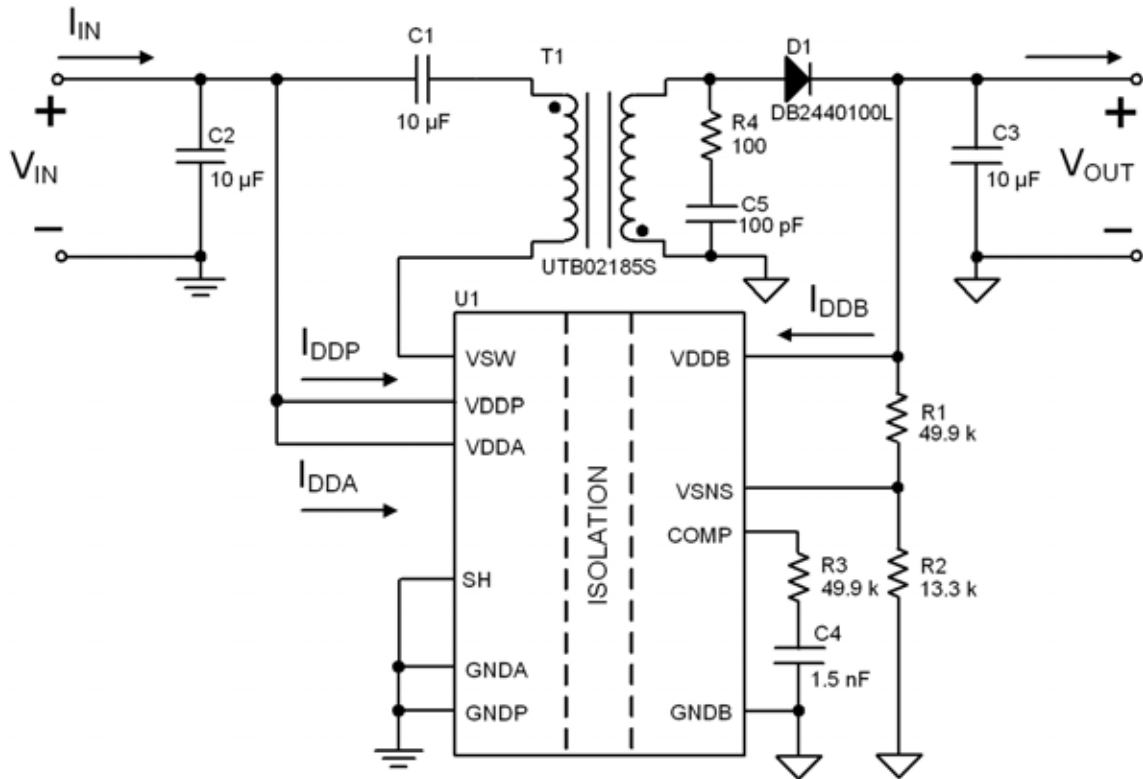 IIN
C1
T1
D1
+
10 µF
DB2440100L
+
C2
R4
C3
VIN
10 µF
100
10 µF
VOUT
C5
100 pF
−
−
UTB02185S
U1
IDDB
IDDP
VSW
VDDB
VDDP
R1
49.9 k
VDDA
IDDA
VSNS
COMP
ISOLATION
R3
R2
SH
49.9 k
13.3 k
C4
GNDA
1.5 nF
GNDP
GNDB